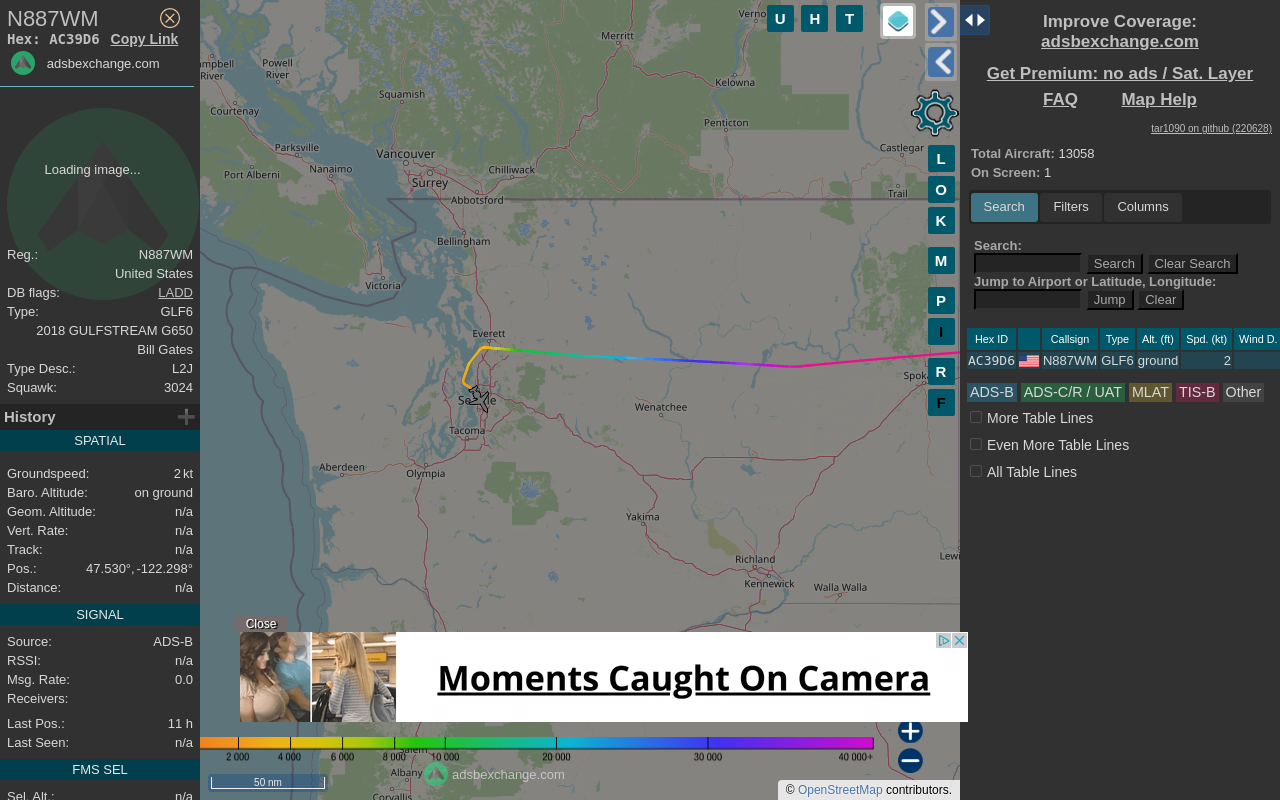 N887WM
Hex: AC39D6 Copy Link
adsbexchange.com
Loading image...
Reg.: N887WM
United States
DB flags: LADD
Type: GLF6
2018 GULFSTREAM G650
Bill Gates
Type Desc.: L2J
Squawk: 3024
History
SPATIAL
Groundspeed: 2 kt
Baro. Altitude: on ground
Geom. Altitude: n/a
Vert. Rate: n/a
Track: n/a
Pos.: 47.530°, -122.298°
Distance: n/a
SIGNAL
Source: ADS-B
RSSI: n/a
Msg. Rate: 0.0
Receivers:
Last Pos.: 11 h
Last Seen: n/a
FMS SEL
Sel. Alt.: n/a
U H T
Merritt
Powell
River
River
Squamish
Kelowna
Courtenay
Penticton
Parksville
Vancouver
Castlegar
Nanaimo
Port Alberni
Chilliwack
Surrey
Abbotsford
Trail
Bellingham
Victoria
Everett
Tacoma
Wenatchee
Aberdeen
Olympia
Yakima
Richland
Kennewick
Walla Walla
L
O
K
M
P
I
R
F
Close
Moments Caught On Camera
2 000 4 000 6 000 8 000 10 000 20 000 30 000 40 000+
Albany
Corvallis
adsbexchange.com
50 nm
© OpenStreetMap contributors.
Improve Coverage:
adsbexchange.com
Get Premium: no ads / Sat. Layer
FAQ Map Help
tar1090 on github (220628)
Total Aircraft: 13058
On Screen: 1
Search Filters Columns
Search:
Search Clear Search
Jump to Airport or Latitude, Longitude:
Jump Clear
Hex ID Callsign Type Alt. (ft) Spd. (kt) Wind D.
AC39D6 N887WM GLF6 ground 2
ADS-B ADS-C/R / UAT MLAT TIS-B Other
More Table Lines
Even More Table Lines
All Table Lines